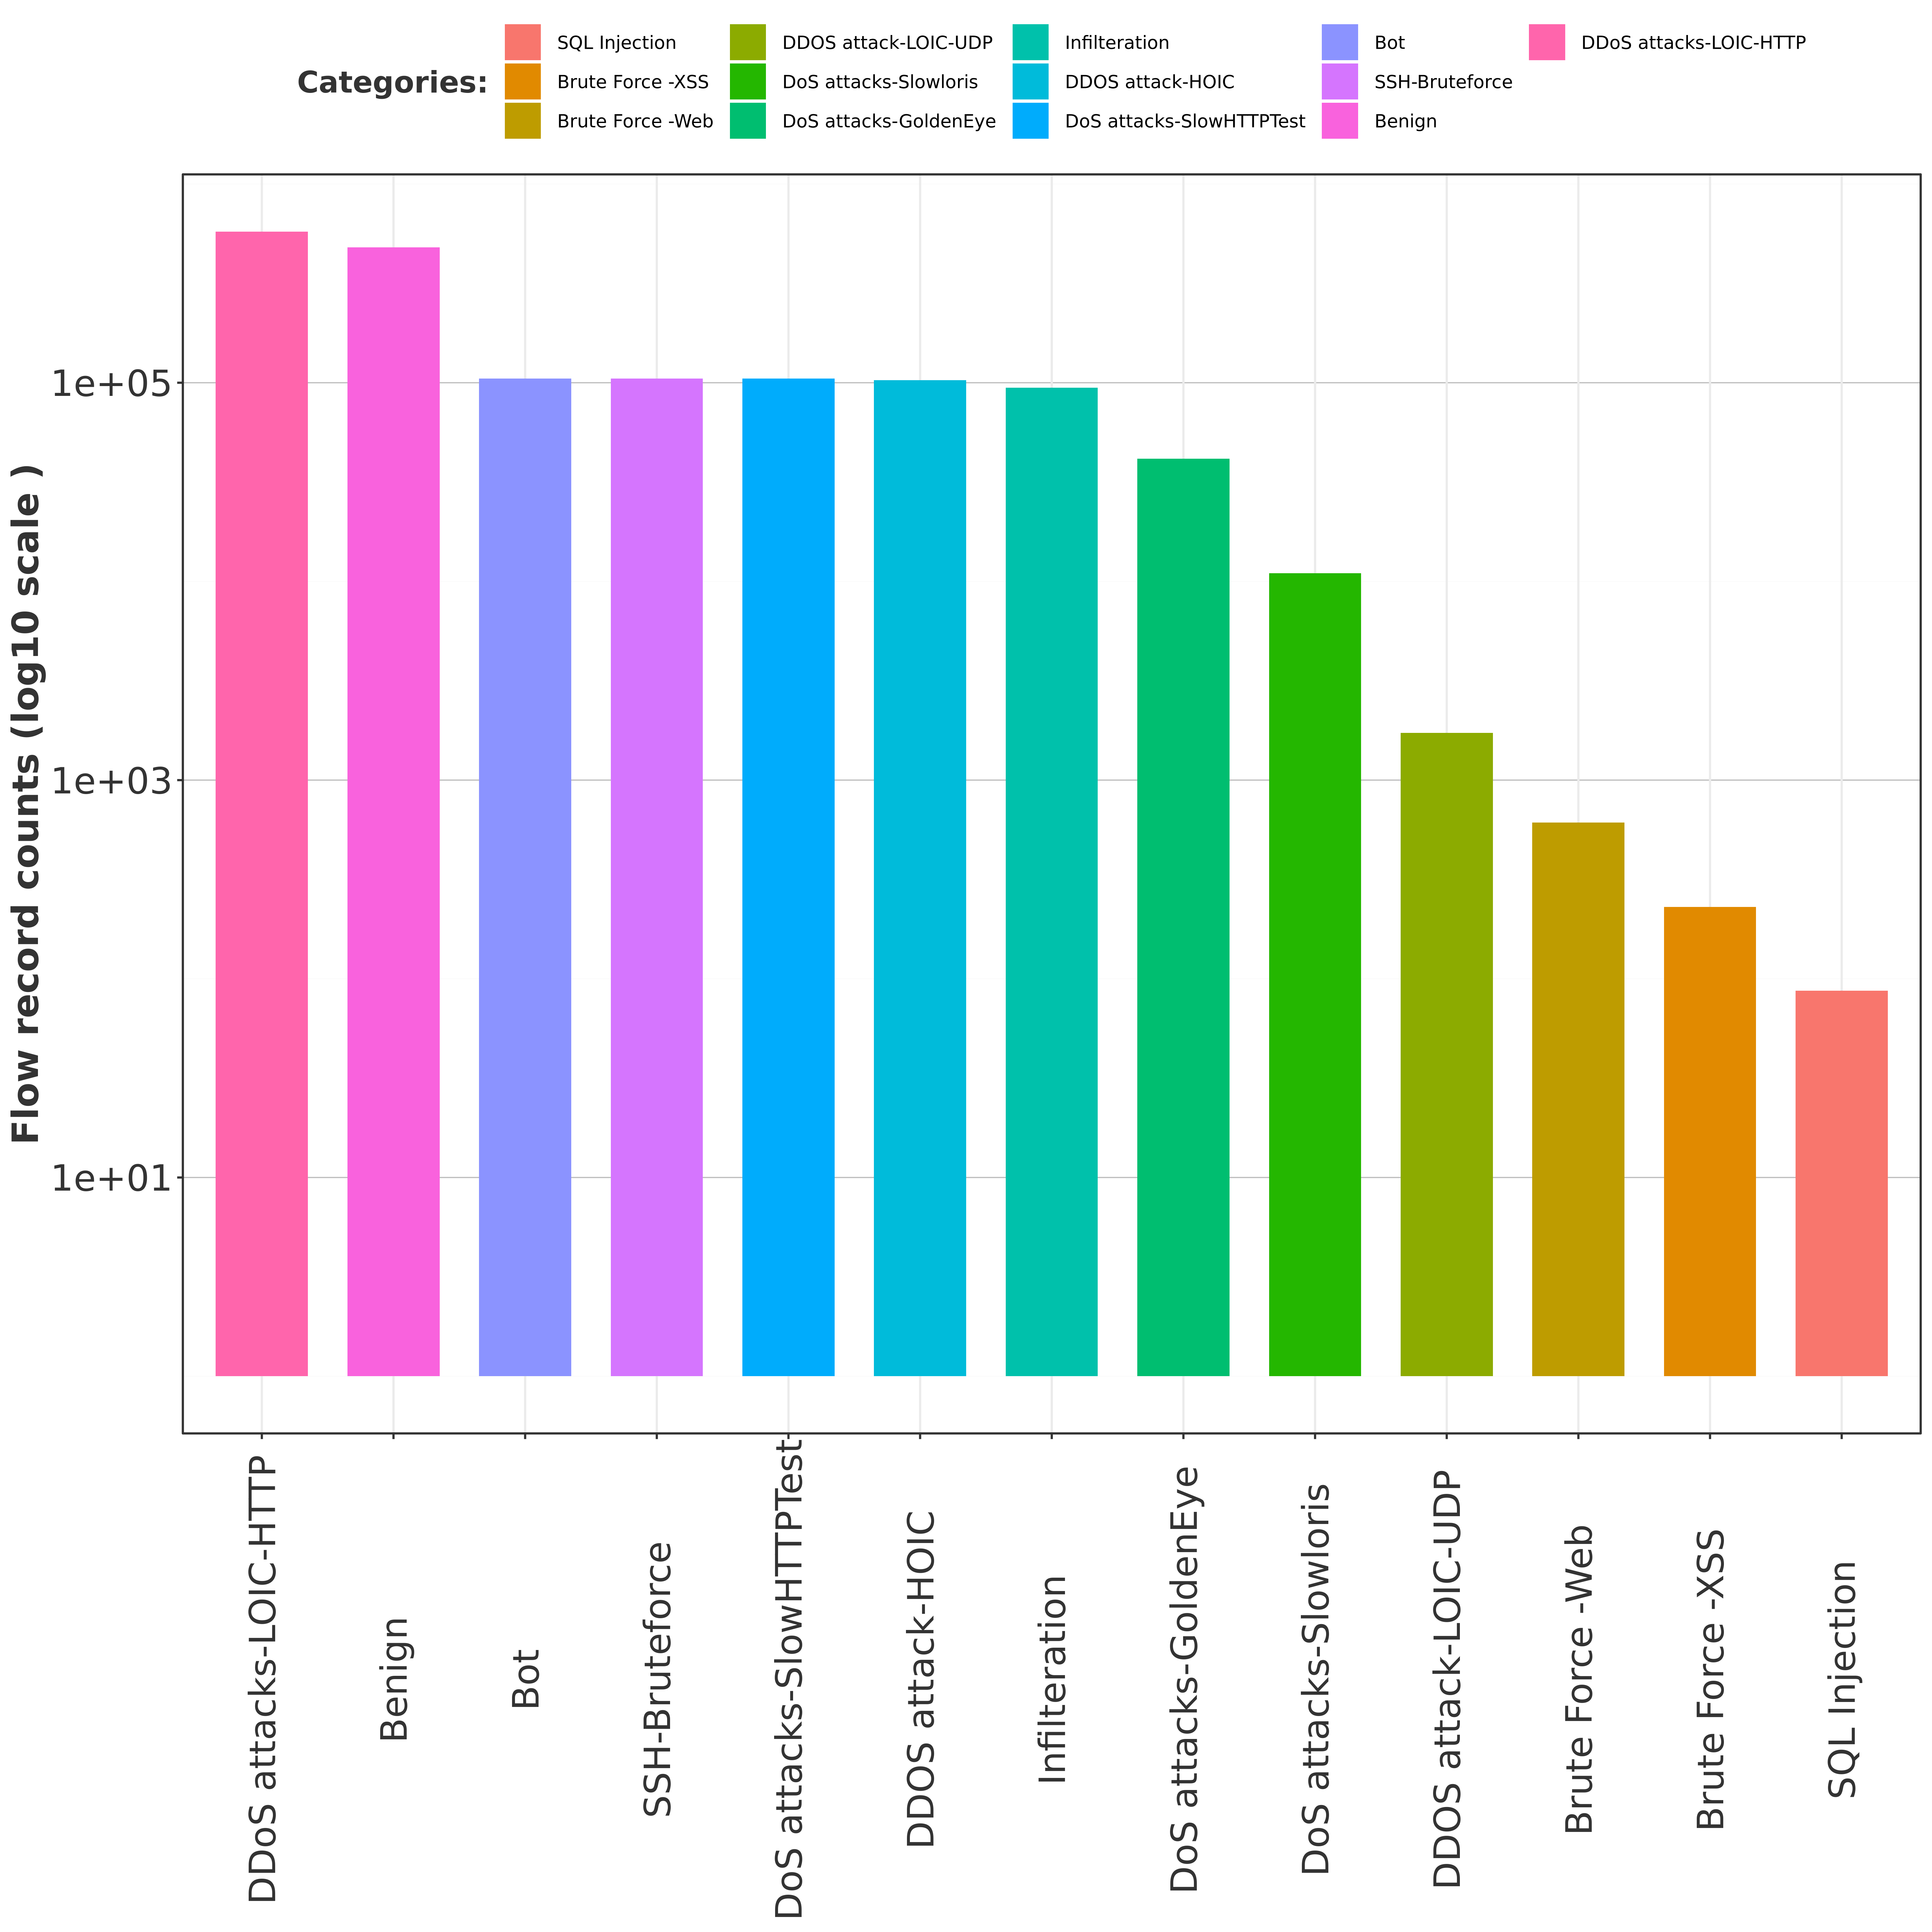 SQL Injection
DDOS attack-LOIC-UDP
Infilteration
Bot
DDoS attacks-LOIC-HTTP
Categories:
Brute Force -XSS
DoS attacks-Slowloris
DDOS attack-HOIC
SSH-Bruteforce
Brute Force -Web
DoS attacks-GoldenEye
DoS attacks-SlowHTTPTest
Benign
Flow record counts (log10 scale )
1e+05
1e+03
1e+01
DDoS attacks-LOIC-HTTP
Benign
Bot
SSH-Bruteforce
DoS attacks-SlowHTTPTest
DDOS attack-HOIC
Infilteration
DoS attacks-GoldenEye
DoS attacks-Slowloris
DDOS attack-LOIC-UDP
Brute Force -Web
Brute Force -XSS
SQL Injection